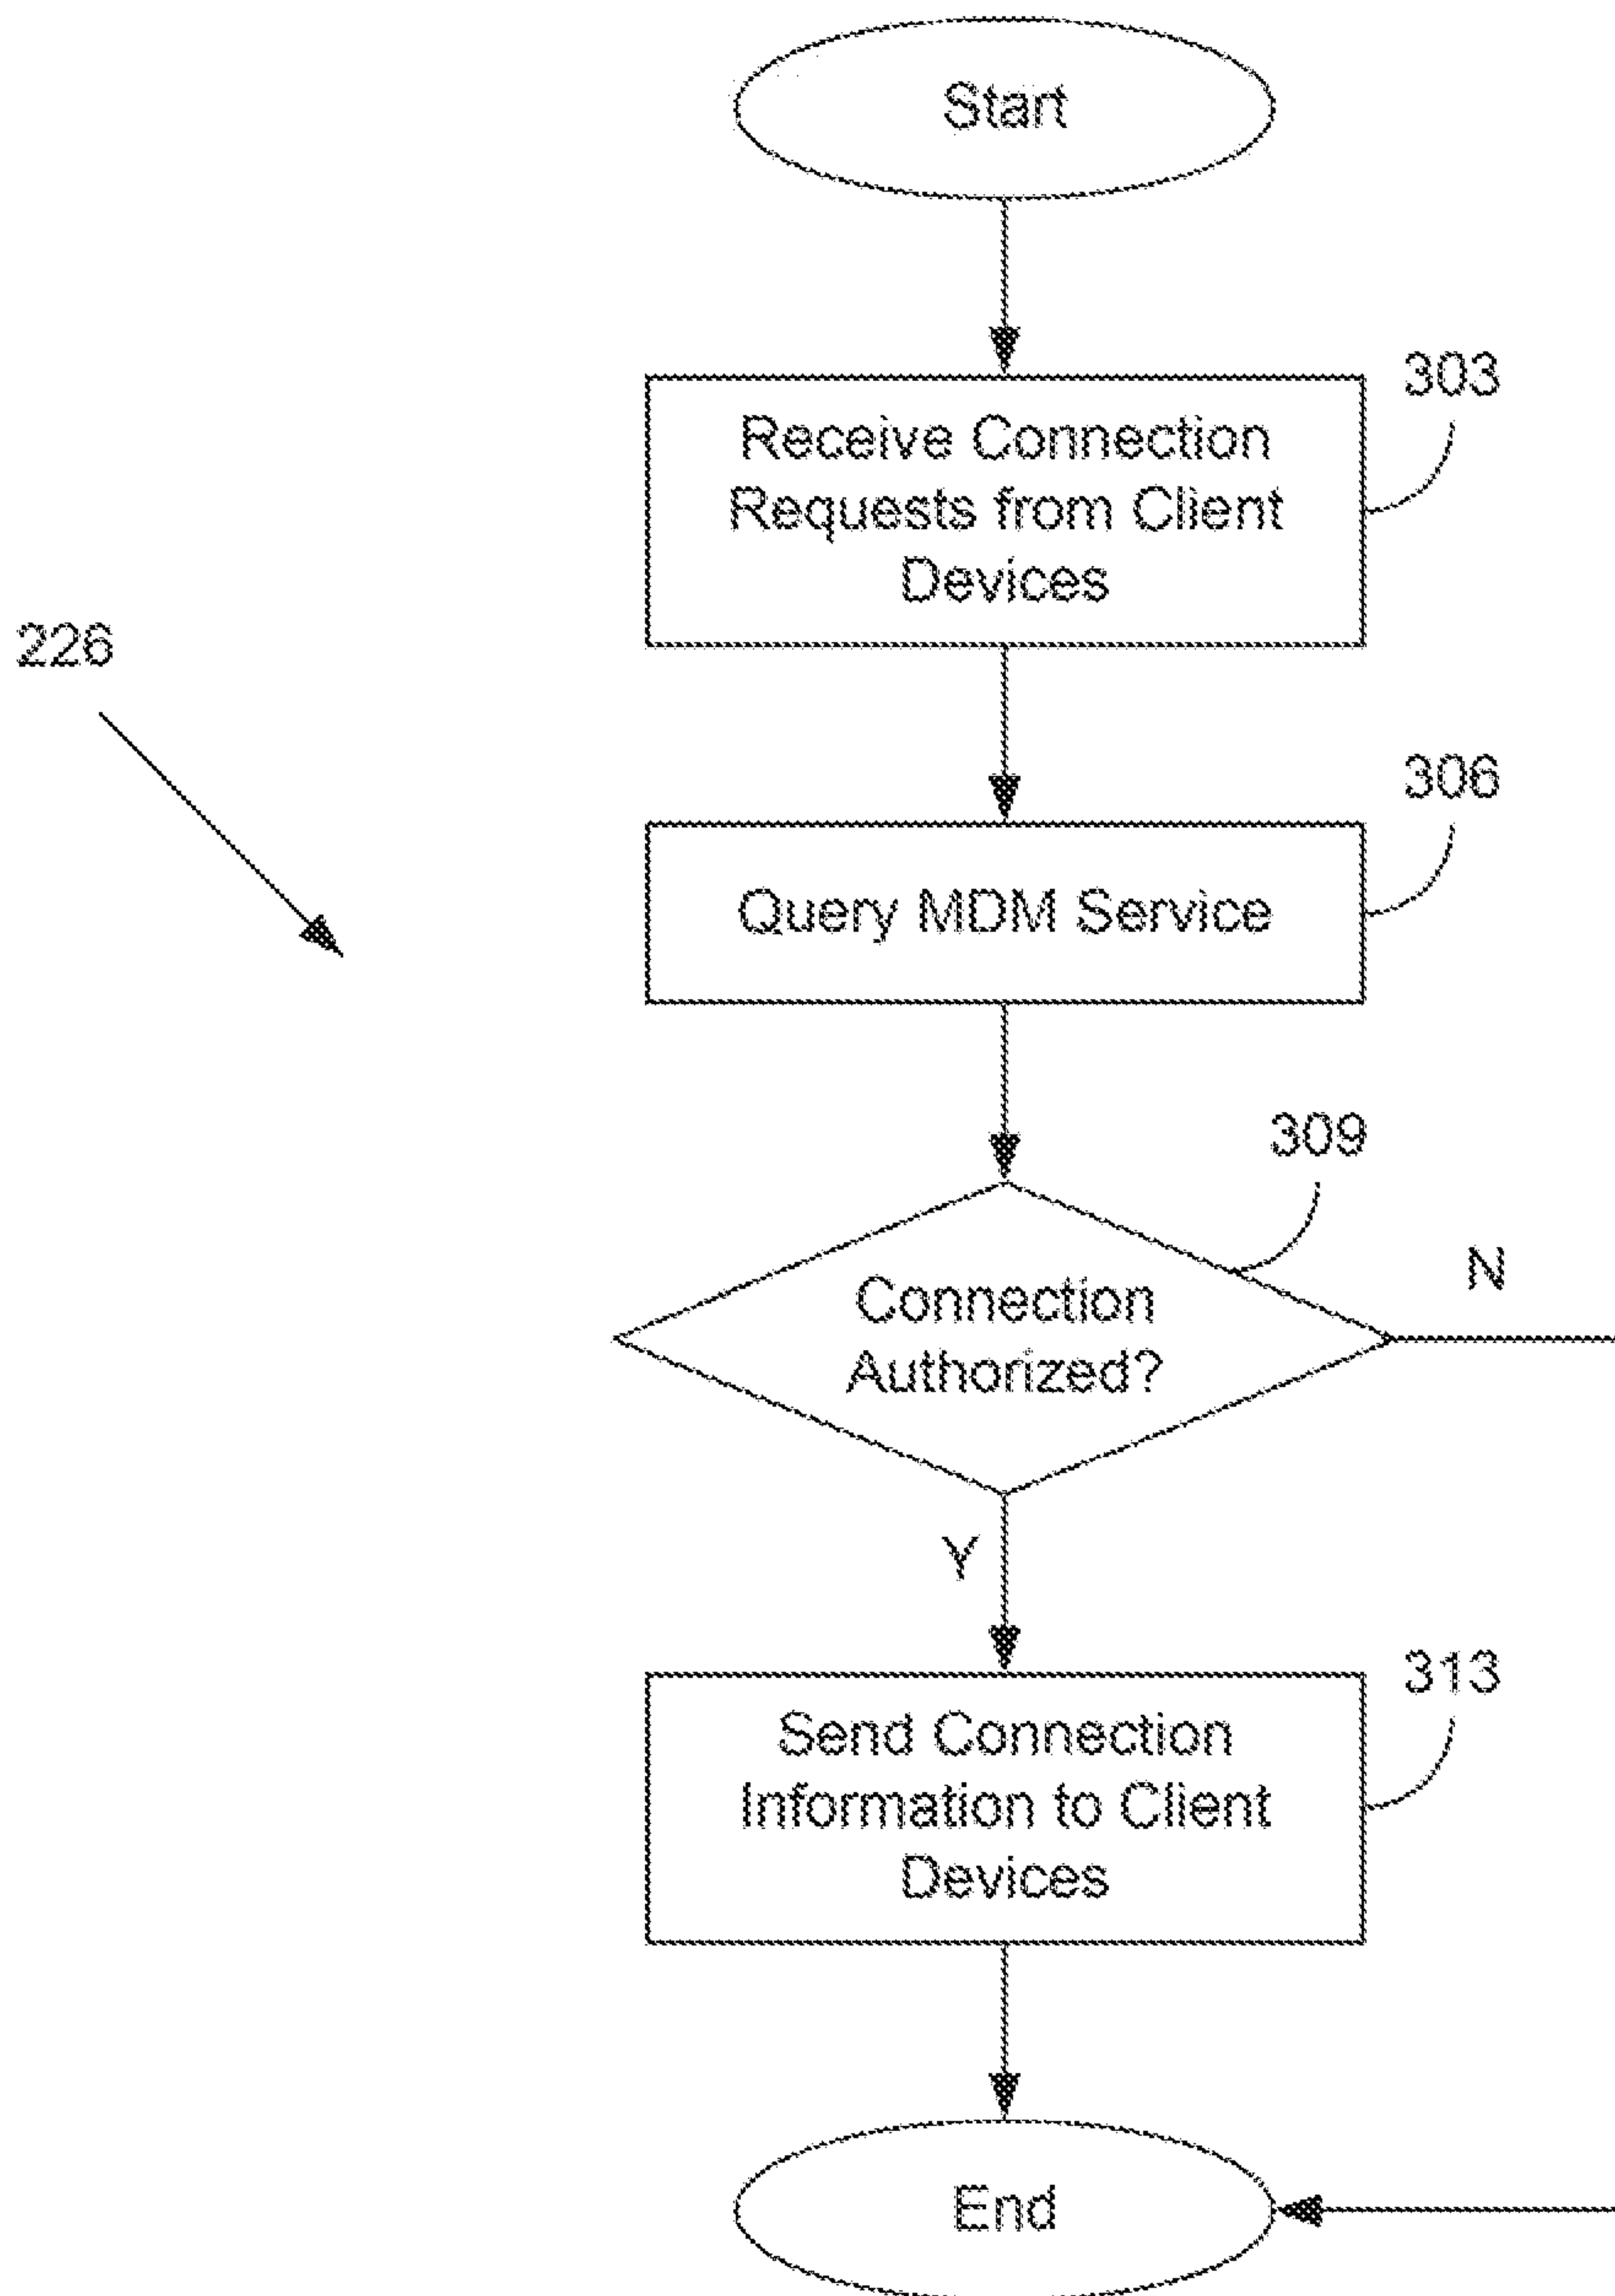 Start
303
Receive Connection
Requests from Client
Devices
226
306
Query MDM Service
309
N
Connection
Authorized?
Y
313
Send Connection
Information to Client
Devices
End